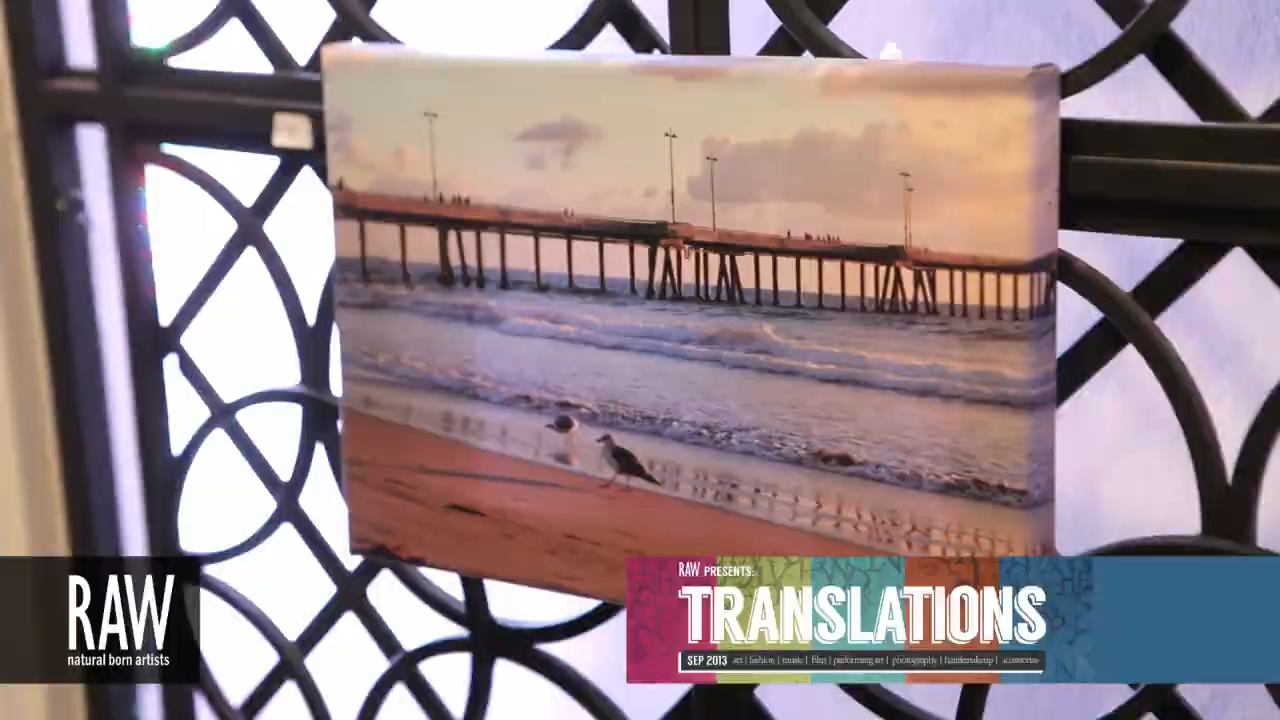 RAW
natural born artists
RAW PRESENTS:
TRANSLATIONS
SEP 2013 art | fashion | music | film | performing art | photography | hair&makeup | accessories